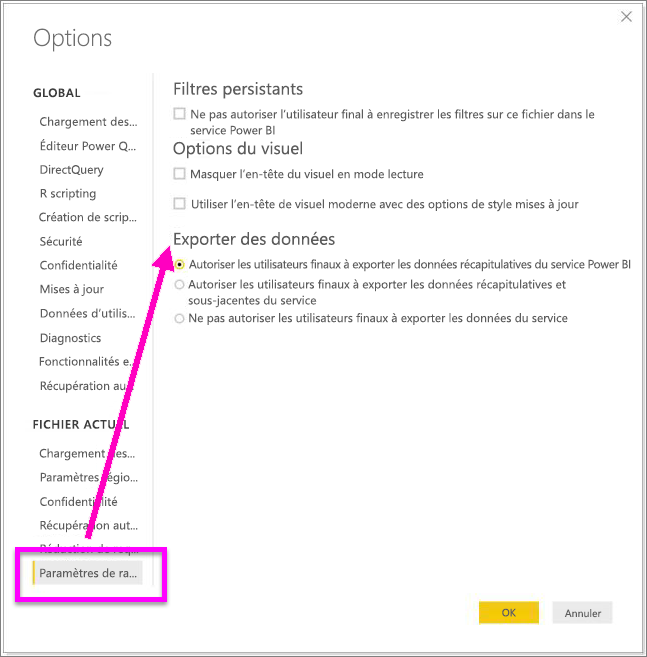 Options
GLOBAL
Chargement des...
Éditeur Power Q...
DirectQuery
R scripting
Création de scrip...
Sécurité
Confidentialité
Mises à jour
Données d'utilis...
Diagnostics
Fonctionnalités e...
Récupération au...
FICHIER ACTUEL
Chargement des...
Paramètres régio...
Confidentialité
Récupération aut...
Réduction de req...
Paramètres de ra...
Filtres persistants
Ne pas autoriser l'utilisateur final à enregistrer les filtres sur ce fichier dans le
service Power BI
Options du visuel
Masquer l'en-tête du visuel en mode lecture
Utiliser l'en-tête de visuel moderne avec des options de style mises à jour
Exporter des données
Autoriser les utilisateurs finaux à exporter les données récapitulatives du service Power BI
Autoriser les utilisateurs finaux à exporter les données récapitulatives et
sous-jacentes du service
Ne pas autoriser les utilisateurs finaux à exporter les données du service
OK
Annuler